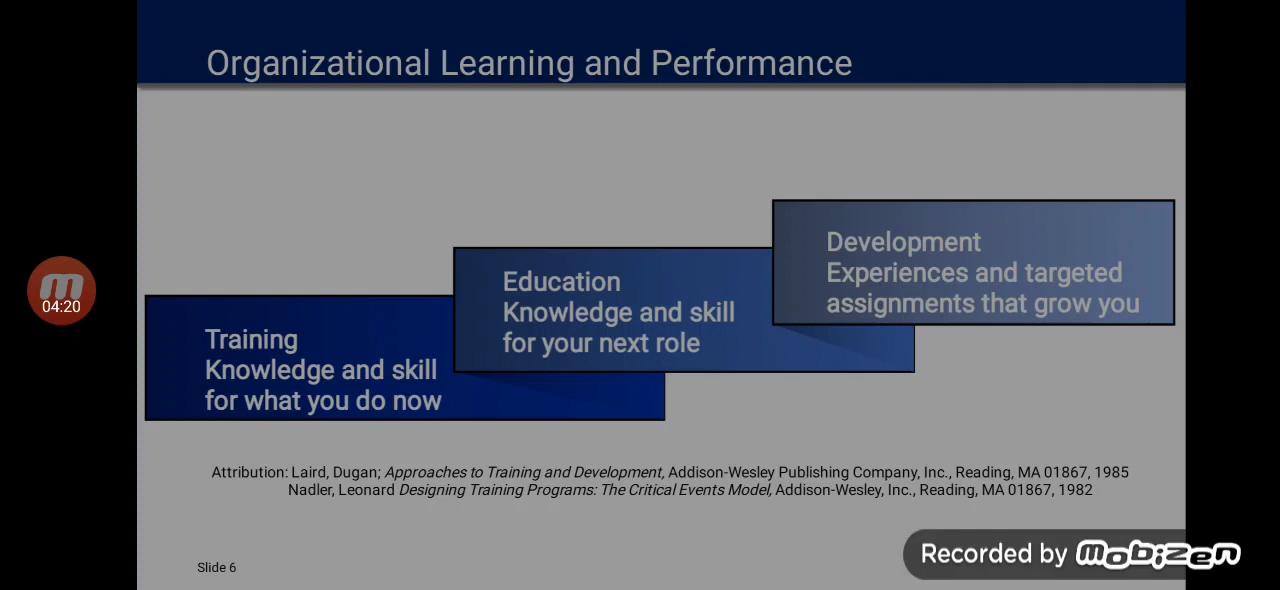 Organizational Learning and Performance
Development
Experiences and targeted
assignments that grow you
Education
Knowledge and skill
for your next role
Training
Knowledge and skill
for what you do now
04:20
Attribution: Laird, Dugan; Approaches to Training and Development, Addison-Wesley Publishing Company, Inc., Reading, MA 01867, 1985
Nadler, Leonard Designing Training Programs: The Critical Events Model, Addison-Wesley, Inc., Reading, MA 01867, 1982
Recorded by mobizen
Slide 6